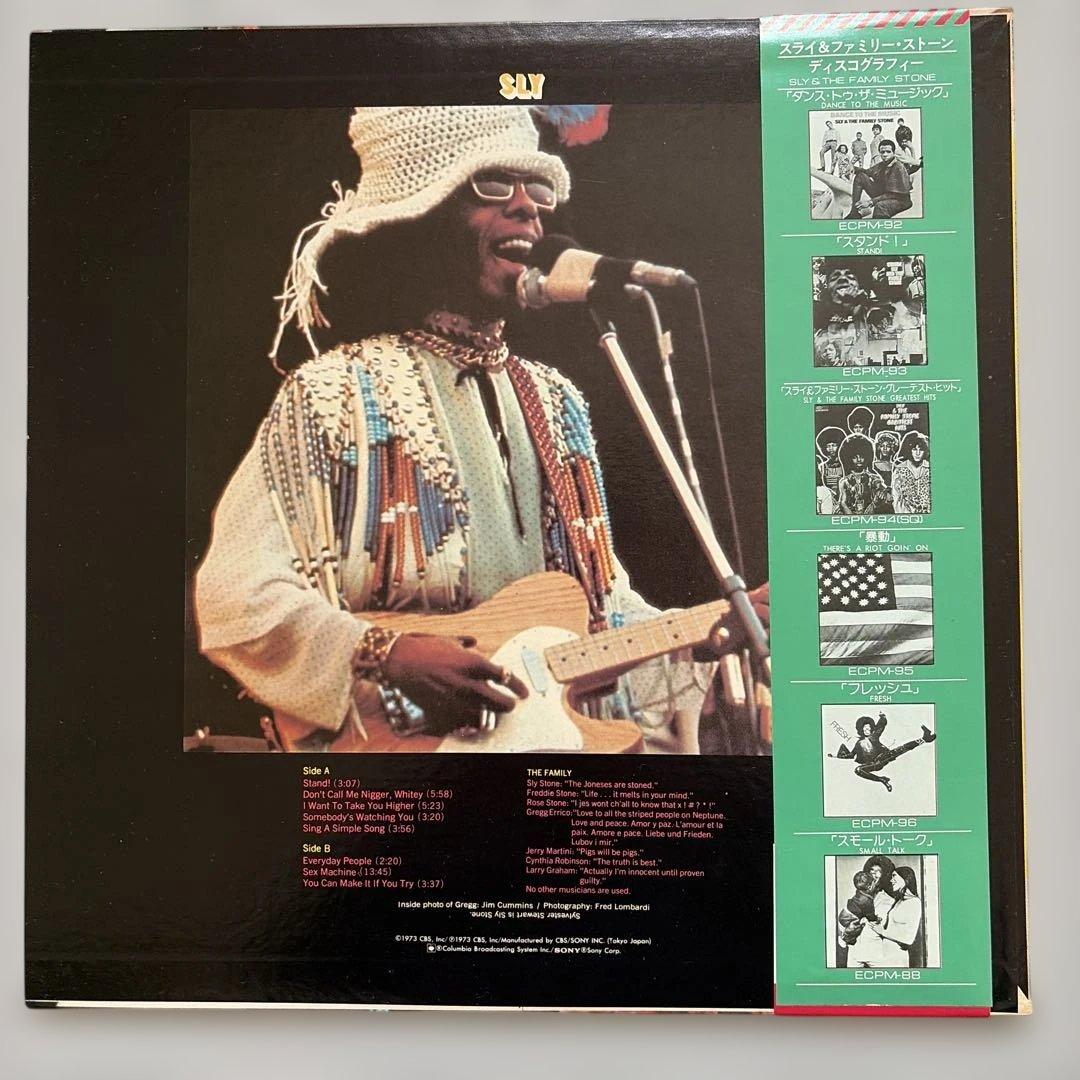 SLY
Side A
Stand! (3:07)
Don't Call Me Nigger, Whitey (5:58)
I Want To Take You Higher (5:23)
Somebody's Watching You (3:20)
Sing A Simple Song (3:56)
Side B
Everyday People (2:20)
Sex Machine (13:45)
You Can Make It If You Try (3:37)
THE FAMILY
Sly Stone: "The Joneses are stoned."
Freddie Stone: "Life . . . it melts in your mind."
Rose Stone: "I jes wont ch'all to know that x ! # ? * !"
Gregg Errico: "Love to all the striped people on Neptune.
Love and peace. Amor y paz. L'amour et la
paix. Amore e pace. Liebe und Frieden.
Lubov i mir."
Jerry Martini: "Pigs will be pigs."
Cynthia Robinson: "The truth is best."
Larry Graham: "Actually I'm innocent until proven
guilty."
No other musicians are used.
Inside photo of Gregg: Jim Cummins / Photography: Fred Lombardi
Sylvester Stewart is Sly Stone.
©1973 CBS, Inc/℗1973 CBS, Inc/Manufactured by CBS/SONY INC. (Tokyo Japan)
®Columbia Broadcasting System Inc./SONY®Sony Corp.
スライ&ファミリー・ストーン
ディスコグラフィー
SLY & THE FAMILY STONE
「ダンス・トゥ・ザ・ミュージック」
DANCE TO THE MUSIC
DANCE TO THE MUSIC
SLY & THE FAMILY STONE
ECPM-92
「スタンド!」
STAND!
ECPM-93
「スライ&ファミリー・ストーン・グレーテスト・ヒット」
SLY & THE FAMILY STONE GREATEST HITS
SLY
& THE
FAMILY STONE
GREATEST
HITS
ECPM-94(SQ)
「暴動」
THERE'S A RIOT GOIN' ON
ECPM-95
「フレッシュ」
FRESH
FRESH
ECPM-96
「スモール・トーク」
SMALL TALK
ECPM-88